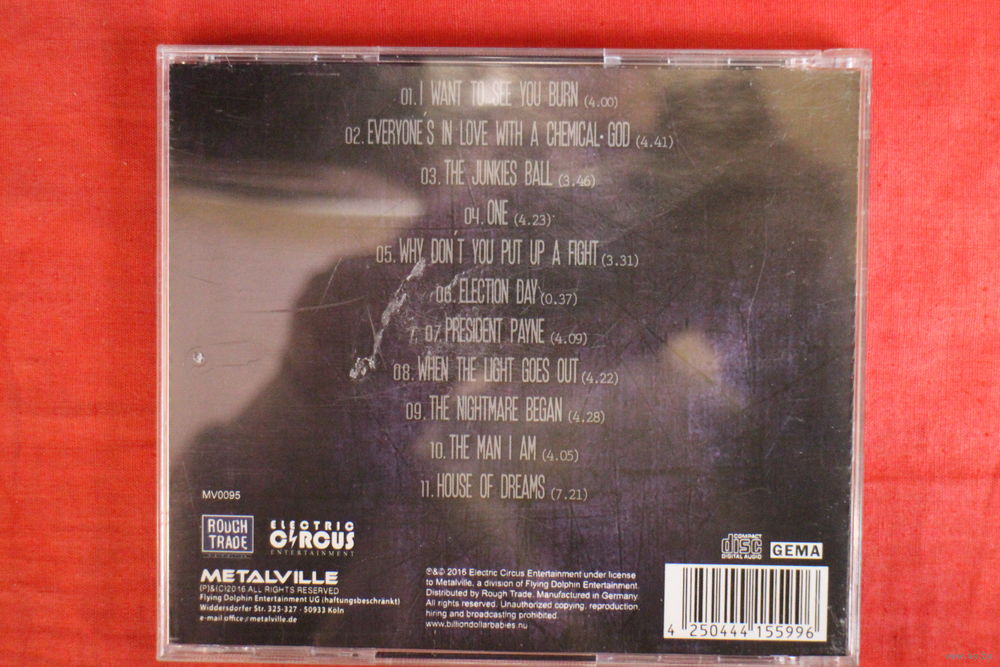 01. I WANT TO SEE YOU BURN (4.00)
02. EVERYONE'S IN LOVE WITH A CHEMICAL-GOD (4.41)
03. THE JUNKIES BALL (3.46)
04. ONE (4.23)
05. WHY DON'T YOU PUT UP A FIGHT (3.31)
06. ELECTION DAY (0.37)
07. PRESIDENT PAYNE (4.09)
08. WHEN THE LIGHT GOES OUT (4.22)
09. THE NIGHTMARE BEGAN (4.28)
10. THE MAN I AM (4.05)
11. HOUSE OF DREAMS (7.21)
MV0095
ROUGH
TRADE
ELECTRIC
CIRCUS
ENTERTAINMENT
METALVILLE
(P)&(C)2016 ALL RIGHTS RESERVED
Flying Dolphin Entertainment UG (haftungsbeschränkt)
Widdersdorfer Str. 325-327 · 50933 Köln
e-mail office@metalville.de
℗&© 2016 Electric Circus Entertainment under license
to Metalville, a division of Flying Dolphin Entertainment.
Distributed by Rough Trade. Manufactured in Germany.
All rights reserved. Unauthorized copying, reproduction,
hiring and broadcasting prohibited.
www.billiondollarbabies.nu
COMPACT
disc
DIGITAL AUDIO
GEMA
4 250444 155996